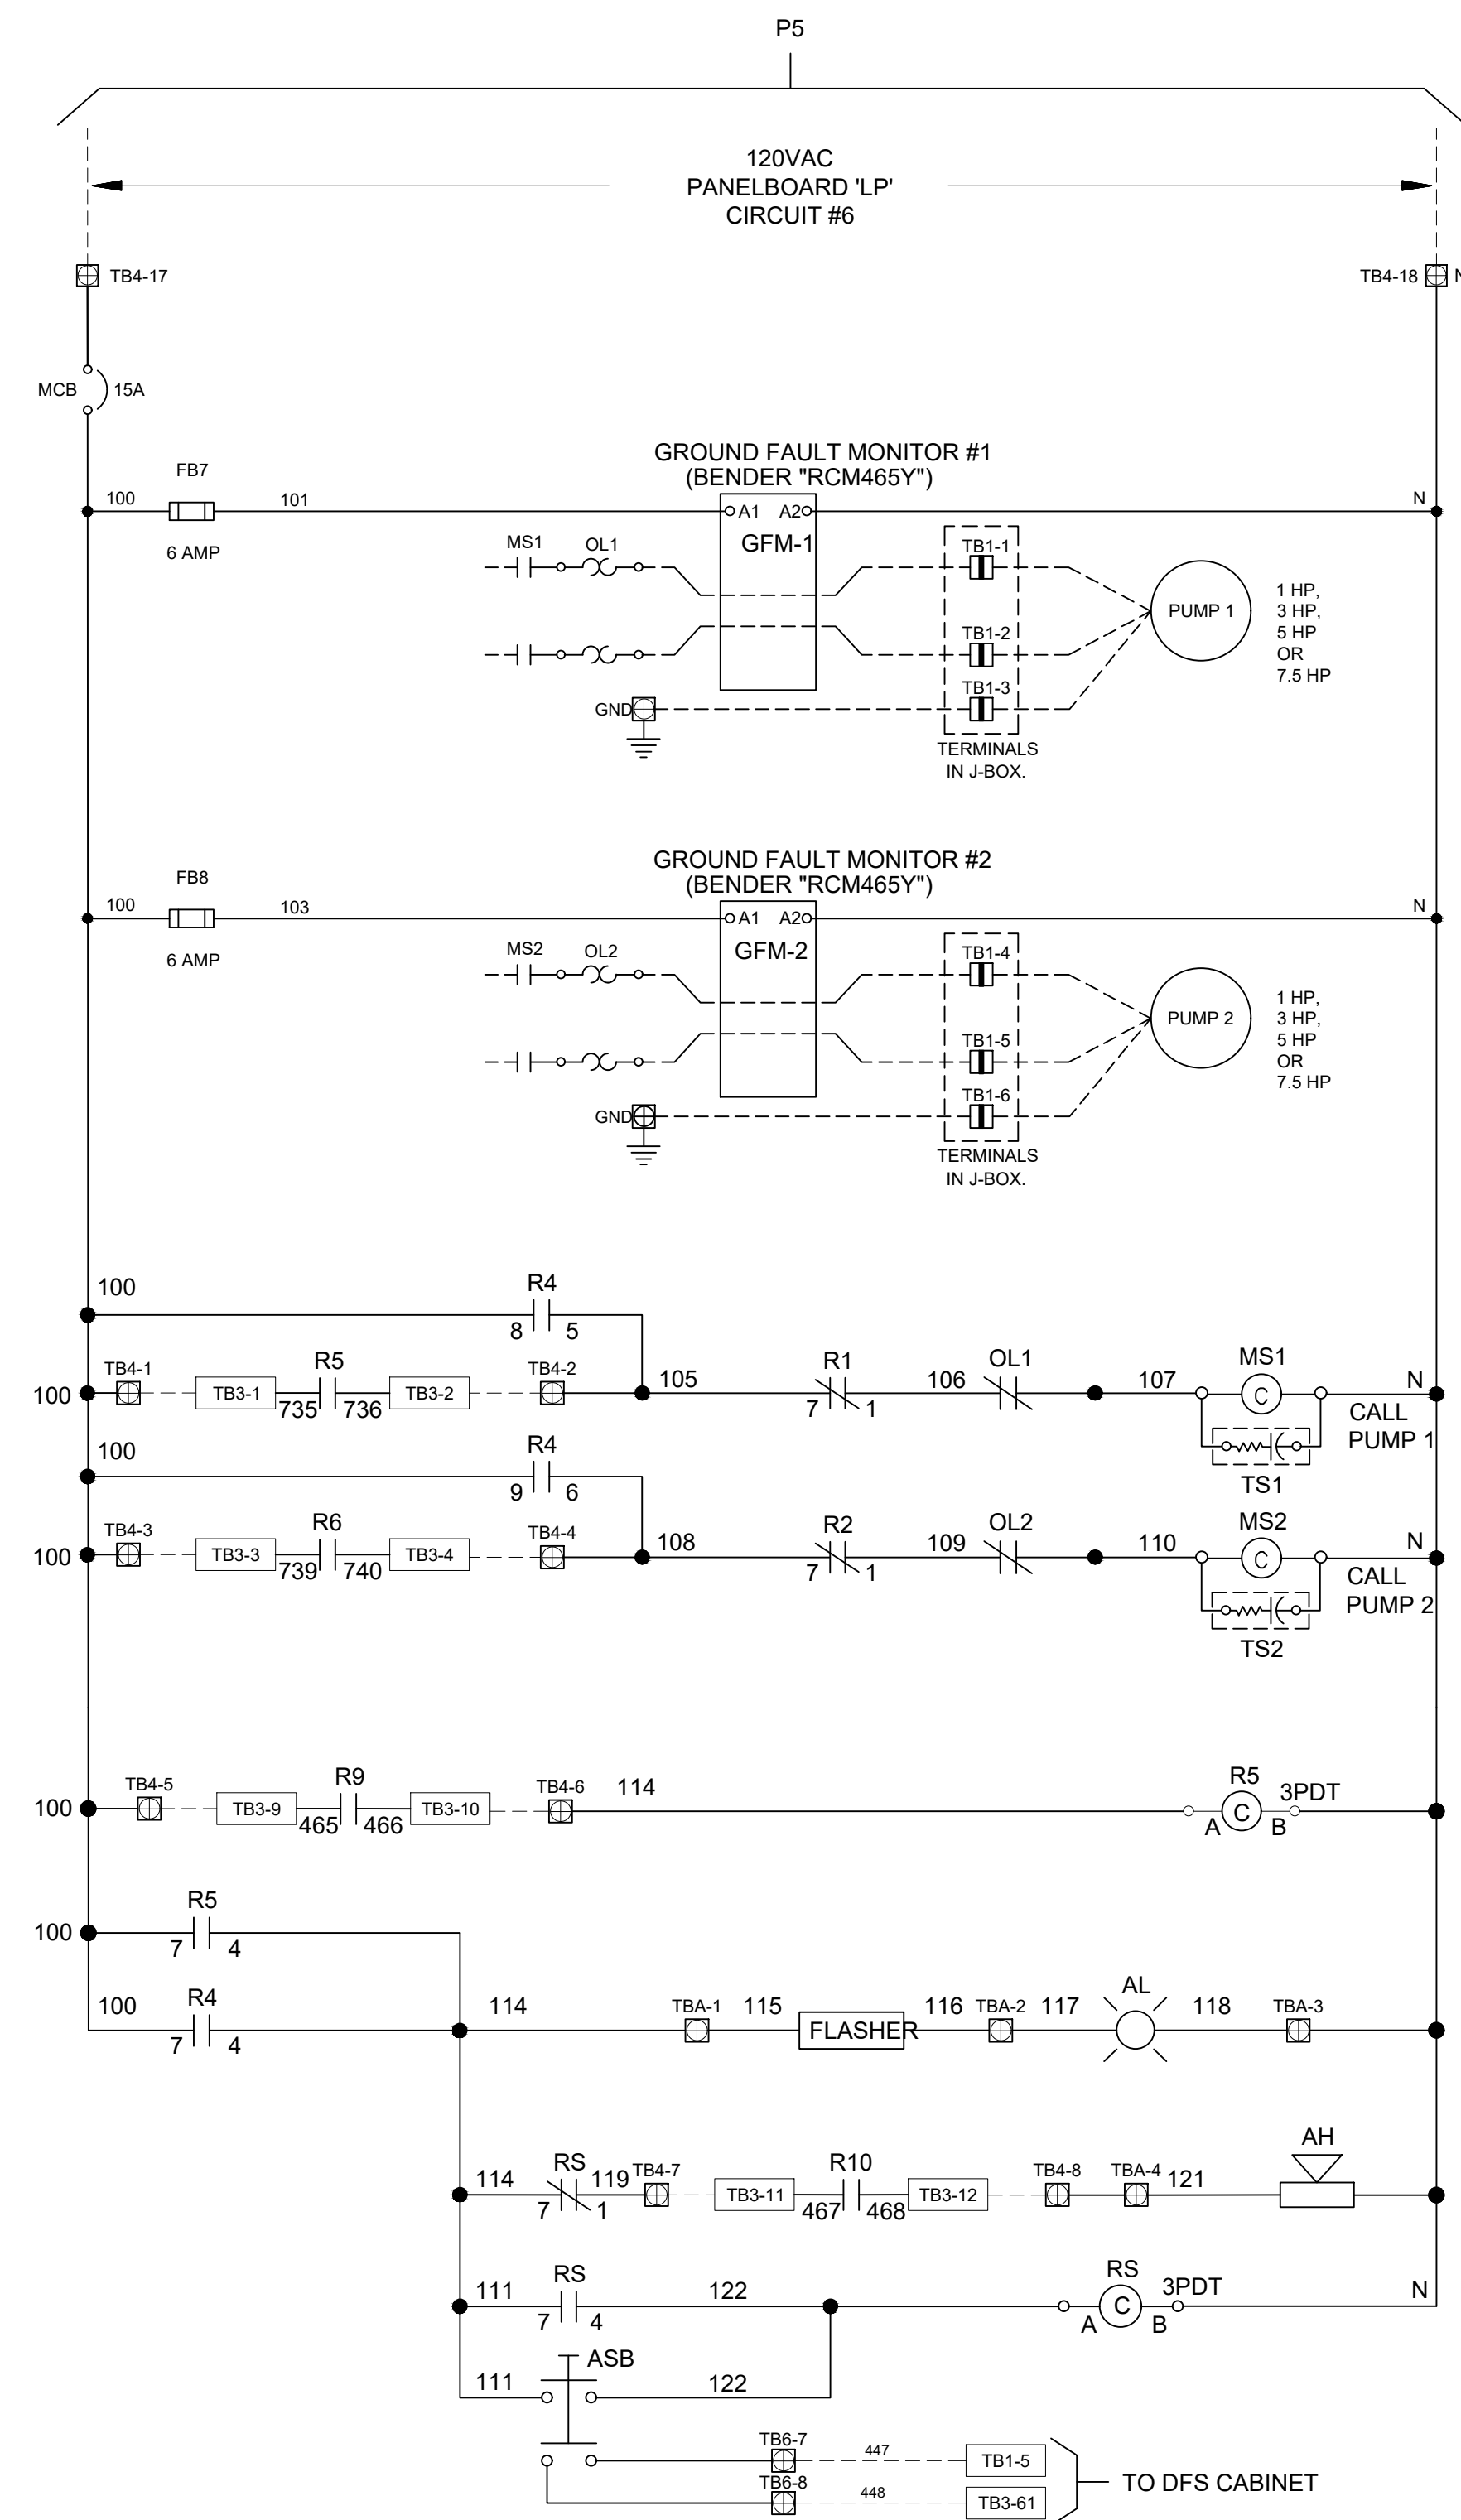 P5
120VAC
PANELBOARD 'LP'
CIRCUIT #6
TB4-17
TB4-18 N
MCB 15A
GROUND FAULT MONITOR #1
(BENDER "RCM465Y")
FB7
100 101 A1 A2 N
6 AMP
GFM-1
MS1 OL1 TB1-1
PUMP 1
1 HP,
3 HP,
5 HP
OR
7.5 HP
TB1-2
TB1-3
GND
TERMINALS
IN J-BOX.
GROUND FAULT MONITOR #2
(BENDER "RCM465Y")
FB8
100 103 A1 A2 N
6 AMP
GFM-2
MS2 OL2 TB1-4
PUMP 2
1 HP,
3 HP,
5 HP
OR
7.5 HP
TB1-5
TB1-6
GND
TERMINALS
IN J-BOX.
100 R4
8 5
TB4-1 R5 TB4-2 105 R1 106 OL1 107 MS1 N
100 TB3-1 735 736 TB3-2 7 1 C
CALL
PUMP 1
TS1
100 R4
9 6
TB4-3 R6 TB4-4 108 R2 109 OL2 110 MS2 N
100 TB3-3 739 740 TB3-4 7 1 C
CALL
PUMP 2
TS2
TB4-5 R9 TB4-6 114 R5 3PDT
100 TB3-9 465 466 TB3-10 A C B
R5
100 7 4
100 R4 114 TBA-1 115 FLASHER 116 TBA-2 117 AL 118 TBA-3
7 4
114 RS 119 TB4-7 R10 TB4-8 TBA-4 121 AH
7 1 TB3-11 467 468 TB3-12
111 RS 122 RS 3PDT N
7 4 A C B
ASB
111 122
TB6-7 447 TB1-5
TB6-8 448 TB3-61
TO DFS CABINET